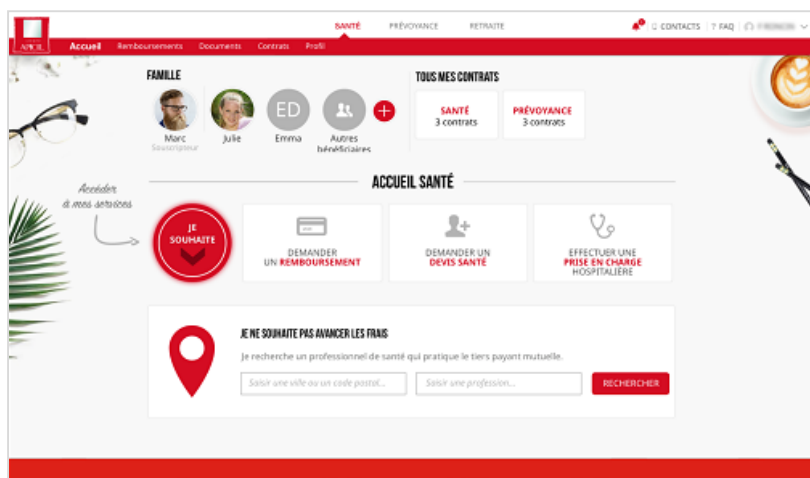 SANTÉ
PRÉVOYANCE
RETRAITE
CONTACTS
? FAQ
APICIL
Accueil
Remboursements
Documents
Contrats
Profil
FAMILLE
TOUS MES CONTRATS
ED
SANTÉ
3 contrats
PRÉVOYANCE
3 contrats
Marc
Souscripteur
Julie
Emma
Autres
bénéficiaires
Accéder
à mes services
ACCUEIL SANTÉ
JE
SOUHAITE
DEMANDER
UN REMBOURSEMENT
DEMANDER UN
DEVIS SANTÉ
EFFECTUER UNE
PRISE EN CHARGE
HOSPITALIÈRE
JE NE SOUHAITE PAS AVANCER LES FRAIS
Je recherche un professionnel de santé qui pratique le tiers payant mutuelle.
Saisir une ville ou un code postal...
Saisir une profession...
RECHERCHER